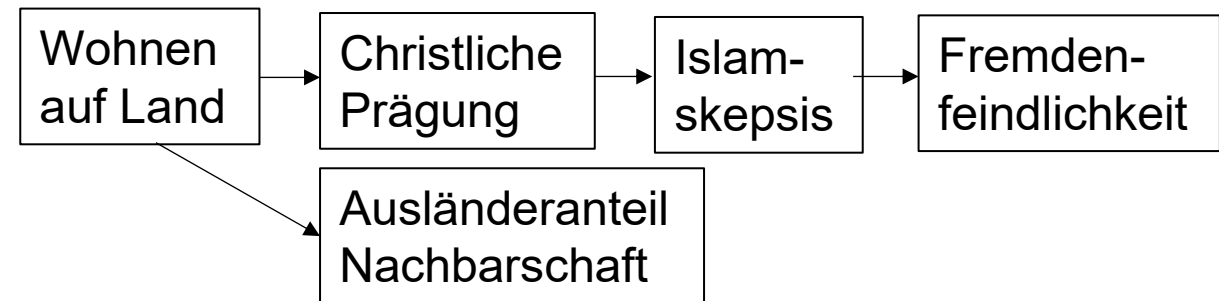 Wohnen
auf Land
Christliche
Prägung
Islam-
skepsis
Fremden-
feindlichkeit
Ausländeranteil
Nachbarschaft